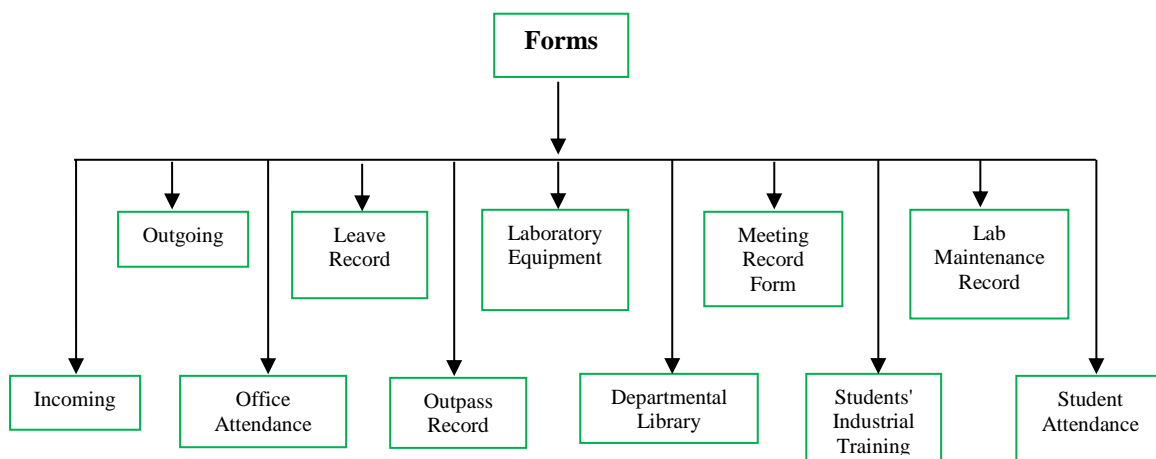 Forms
Outgoing
Leave
Record
Laboratory
Equipment
Meeting
Record
Form
Lab
Maintenance
Record
Incoming
Office
Attendance
Outpass
Record
Departmental
Library
Students'
Industrial
Training
Student
Attendance